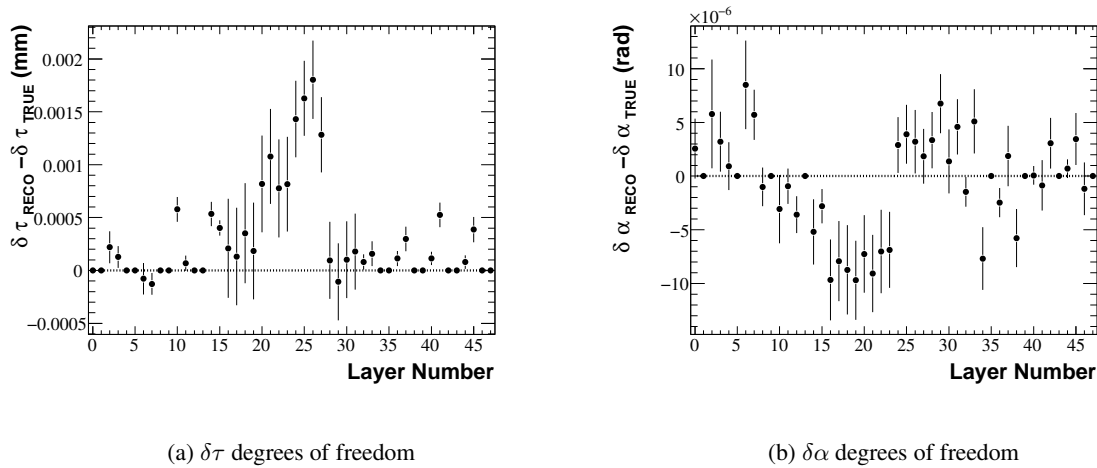 δ τ RECO −δ τ TRUE (mm)
0.002
0.0015
0.001
0.0005
0
−0.0005
0 5 10 15 20 25 30 35 40 45
Layer Number
(a) δτ degrees of freedom
×10−6
δ α RECO −δ α TRUE (rad)
10
5
0
−5
−10
0 5 10 15 20 25 30 35 40 45
Layer Number
(b) δα degrees of freedom